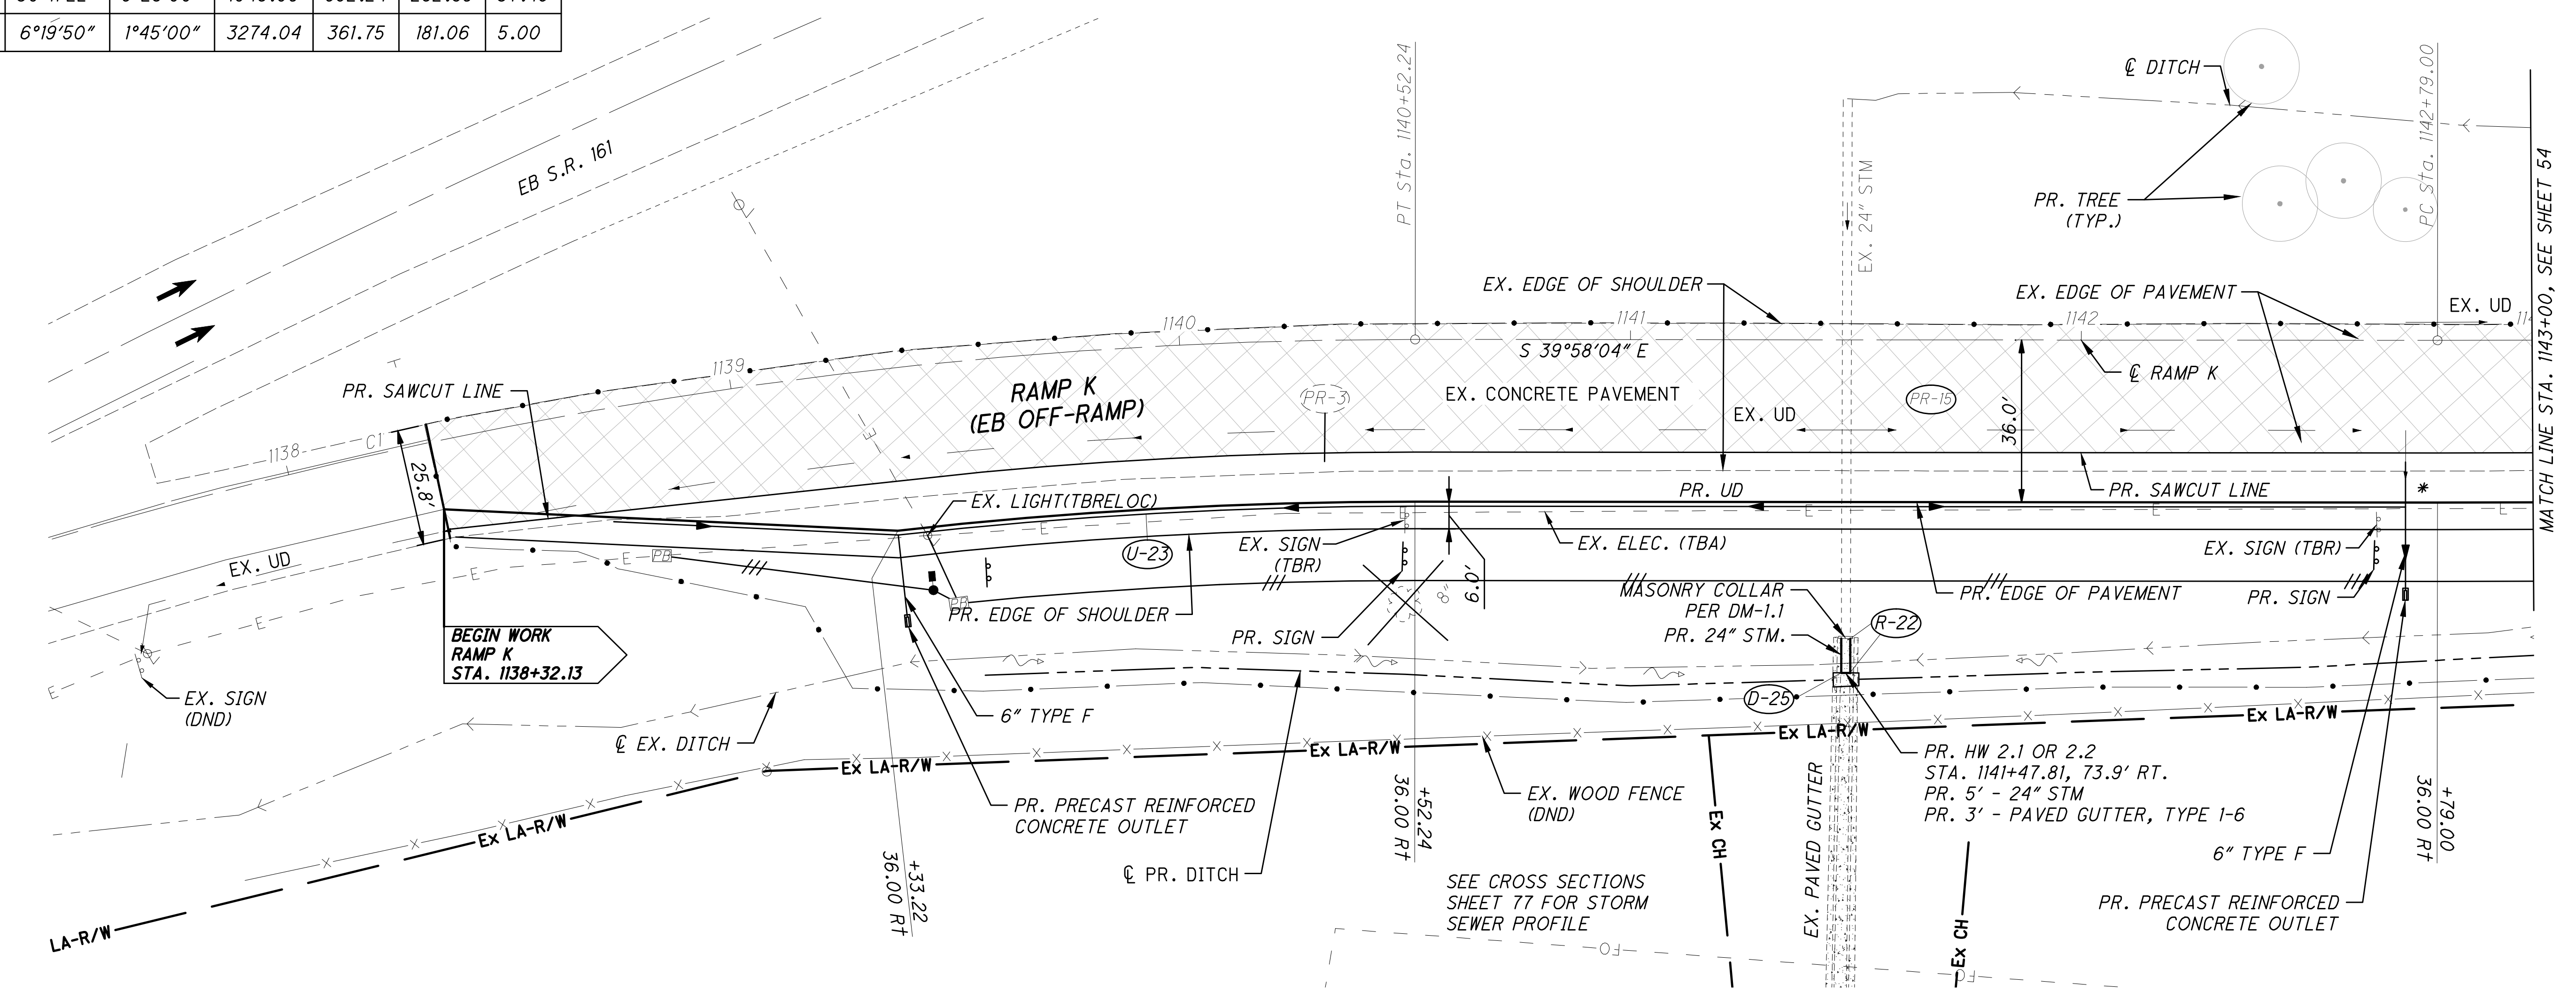 6°19'50" 1°45'00" 3274.04 361.75 181.06 5.00
EB S.R. 161
PT Sta. 1140+52.24
EX. 24" STM
℄ DITCH
PR. TREE
(TYP.)
PC Sta. 1142+79.00
MATCH LINE STA. 1143+00, SEE SHEET 54
EX. EDGE OF SHOULDER
EX. EDGE OF PAVEMENT
EX. UD
1138
1139
1140
1141
1142
C1
S 39°58'04" E
℄ RAMP K
PR. SAWCUT LINE
RAMP K
(EB OFF-RAMP)
PR-3
EX. CONCRETE PAVEMENT
PR-15
EX. UD
36.0'
25.8'
EX. LIGHT(TBRELOC)
PR. UD
PR. SAWCUT LINE
*
E
E
E
E
E
E
E
E
E
E
EX. UD
PB
PB
U-23
EX. SIGN
(TBR)
EX. ELEC. (TBA)
EX. SIGN (TBR)
6.0'
8"
MASONRY COLLAR
PER DM-1.1
PR. 24" STM.
PR. EDGE OF PAVEMENT
PR. SIGN
PR. EDGE OF SHOULDER
PR. SIGN
R-22
BEGIN WORK
RAMP K
STA. 1138+32.13
EX. SIGN
(DND)
D-25
6" TYPE F
℄ EX. DITCH
Ex LA-R/W
Ex LA-R/W
Ex LA-R/W
Ex LA-R/W
Ex LA-R/W
LA-R/W
PR. HW 2.1 OR 2.2
STA. 1141+47.81, 73.9' RT.
PR. 5' - 24" STM
PR. 3' - PAVED GUTTER, TYPE 1-6
PR. PRECAST REINFORCED
CONCRETE OUTLET
EX. WOOD FENCE
(DND)
+52.24
36.00 Rt
+79.00
36.00 Rt
+33.22
36.00 Rt
Ex CH
Ex CH
EX. PAVED GUTTER
℄ PR. DITCH
6" TYPE F
SEE CROSS SECTIONS
SHEET 77 FOR STORM
SEWER PROFILE
PR. PRECAST REINFORCED
CONCRETE OUTLET
FO
FO